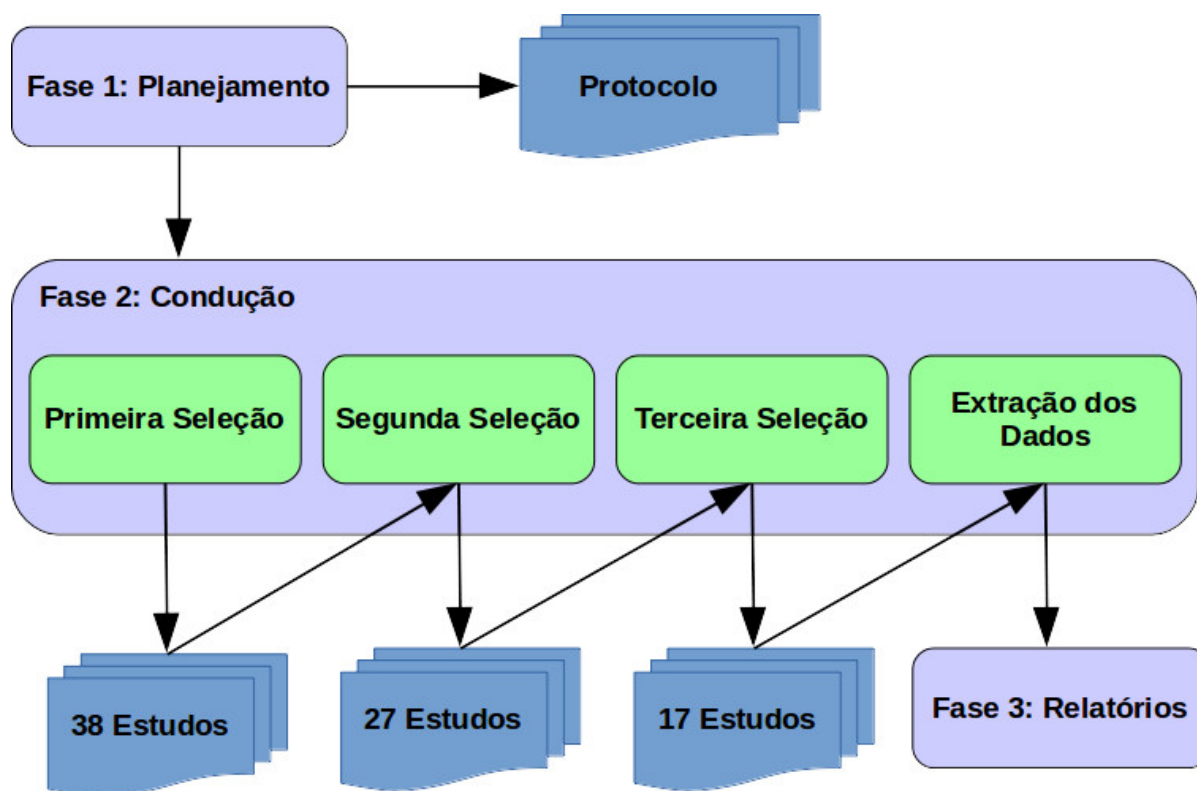 Fase 1: Planejamento
Protocolo
Fase 2: Condução
Primeira Seleção
Segunda Seleção
Terceira Seleção
Extração dos
Dados
38 Estudos
27 Estudos
17 Estudos
Fase 3: Relatórios